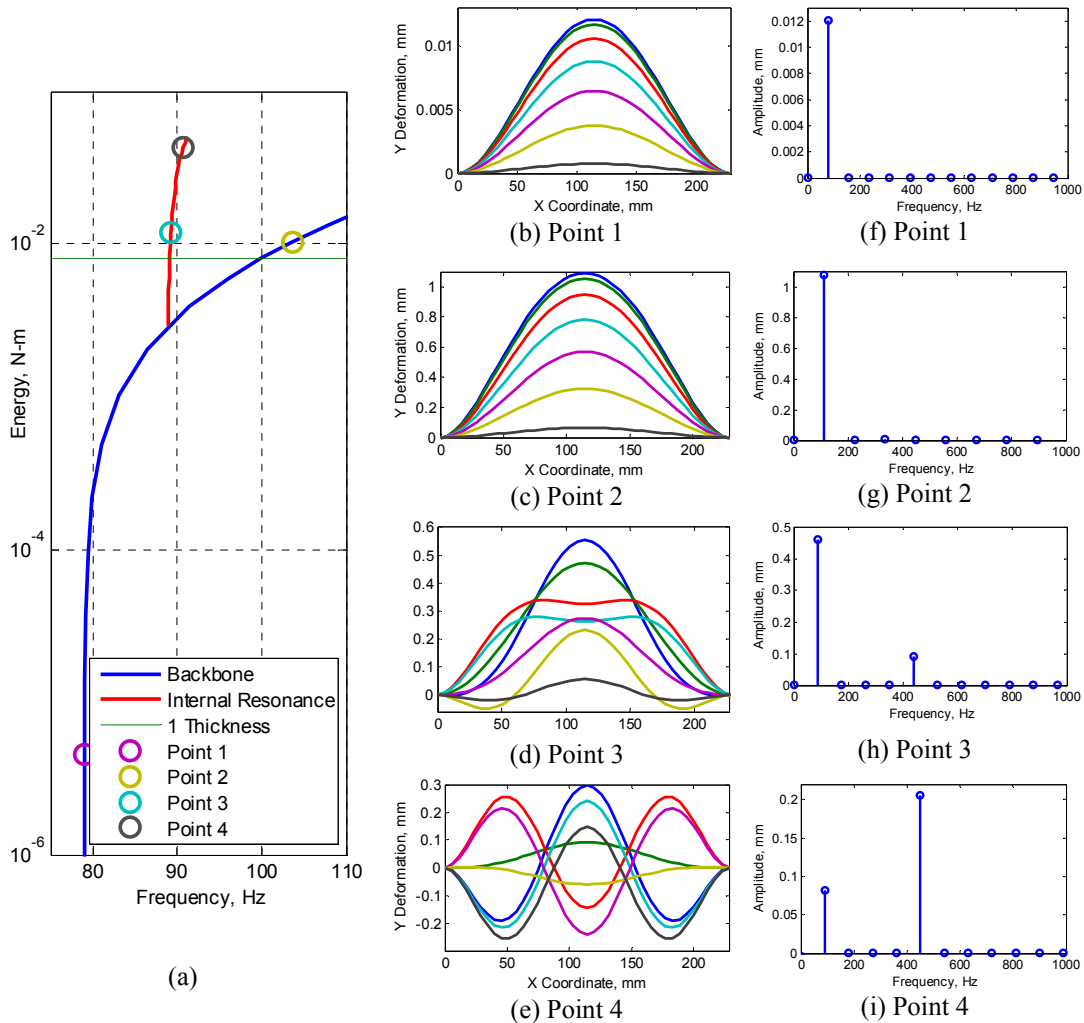 10^-2
10^-4
10^-6
Energy, N-m
80 90 100 110
Frequency, Hz
Backbone
Internal Resonance
1 Thickness
Point 1
Point 2
Point 3
Point 4
(a)
0.01
0.005
0
Y Deformation, mm
0 50 100 150 200
X Coordinate, mm
(b) Point 1
0.012
0.01
0.008
0.006
0.004
0.002
0
Amplitude, mm
0 200 400 600 800 1000
Frequency, Hz
(f) Point 1
1
0.8
0.6
0.4
0.2
0
Y Deformation, mm
0 50 100 150 200
X Coordinate, mm
(c) Point 2
1
0.8
0.6
0.4
0.2
0
Amplitude, mm
0 200 400 600 800 1000
Frequency, Hz
(g) Point 2
0.6
0.5
0.4
0.3
0.2
0.1
0
0 50 100 150 200
(d) Point 3
0.5
0.4
0.3
0.2
0.1
0
Amplitude, mm
0 200 400 600 800 1000
Frequency, Hz
(h) Point 3
0.3
0.2
0.1
0
-0.1
-0.2
Y Deformation, mm
0 50 100 150 200
X Coordinate, mm
(e) Point 4
0.2
0.15
0.1
0.05
0
Amplitude, mm
0 200 400 600 800 1000
Frequency, Hz
(i) Point 4